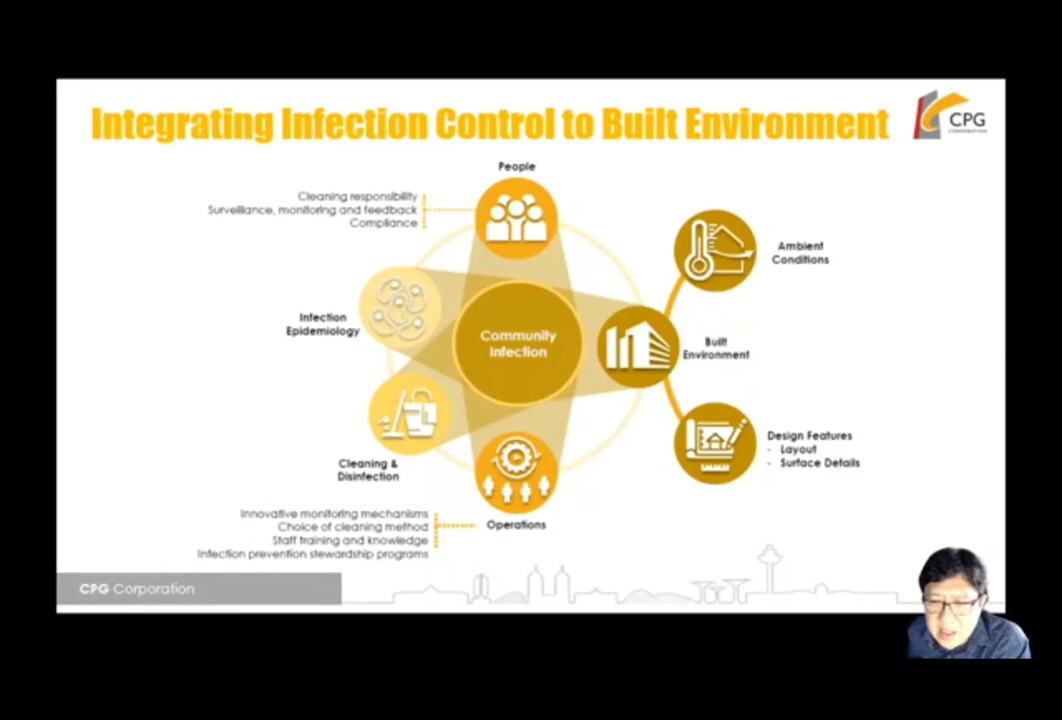 Integrating Infection Control to Built Environment
CPG
CORPORATION
People
Cleaning responsibility
Surveillance, monitoring and feedback
Compliance
Ambient
Conditions
Infection
Epidemiology
Community
Infection
Built
Environment
Design Features
- Layout
- Surface Details
Cleaning &
Disinfection
Innovative monitoring mechanisms
Choice of cleaning method
Staff training and knowledge
Infection prevention stewardship programs
Operations
CPG Corporation